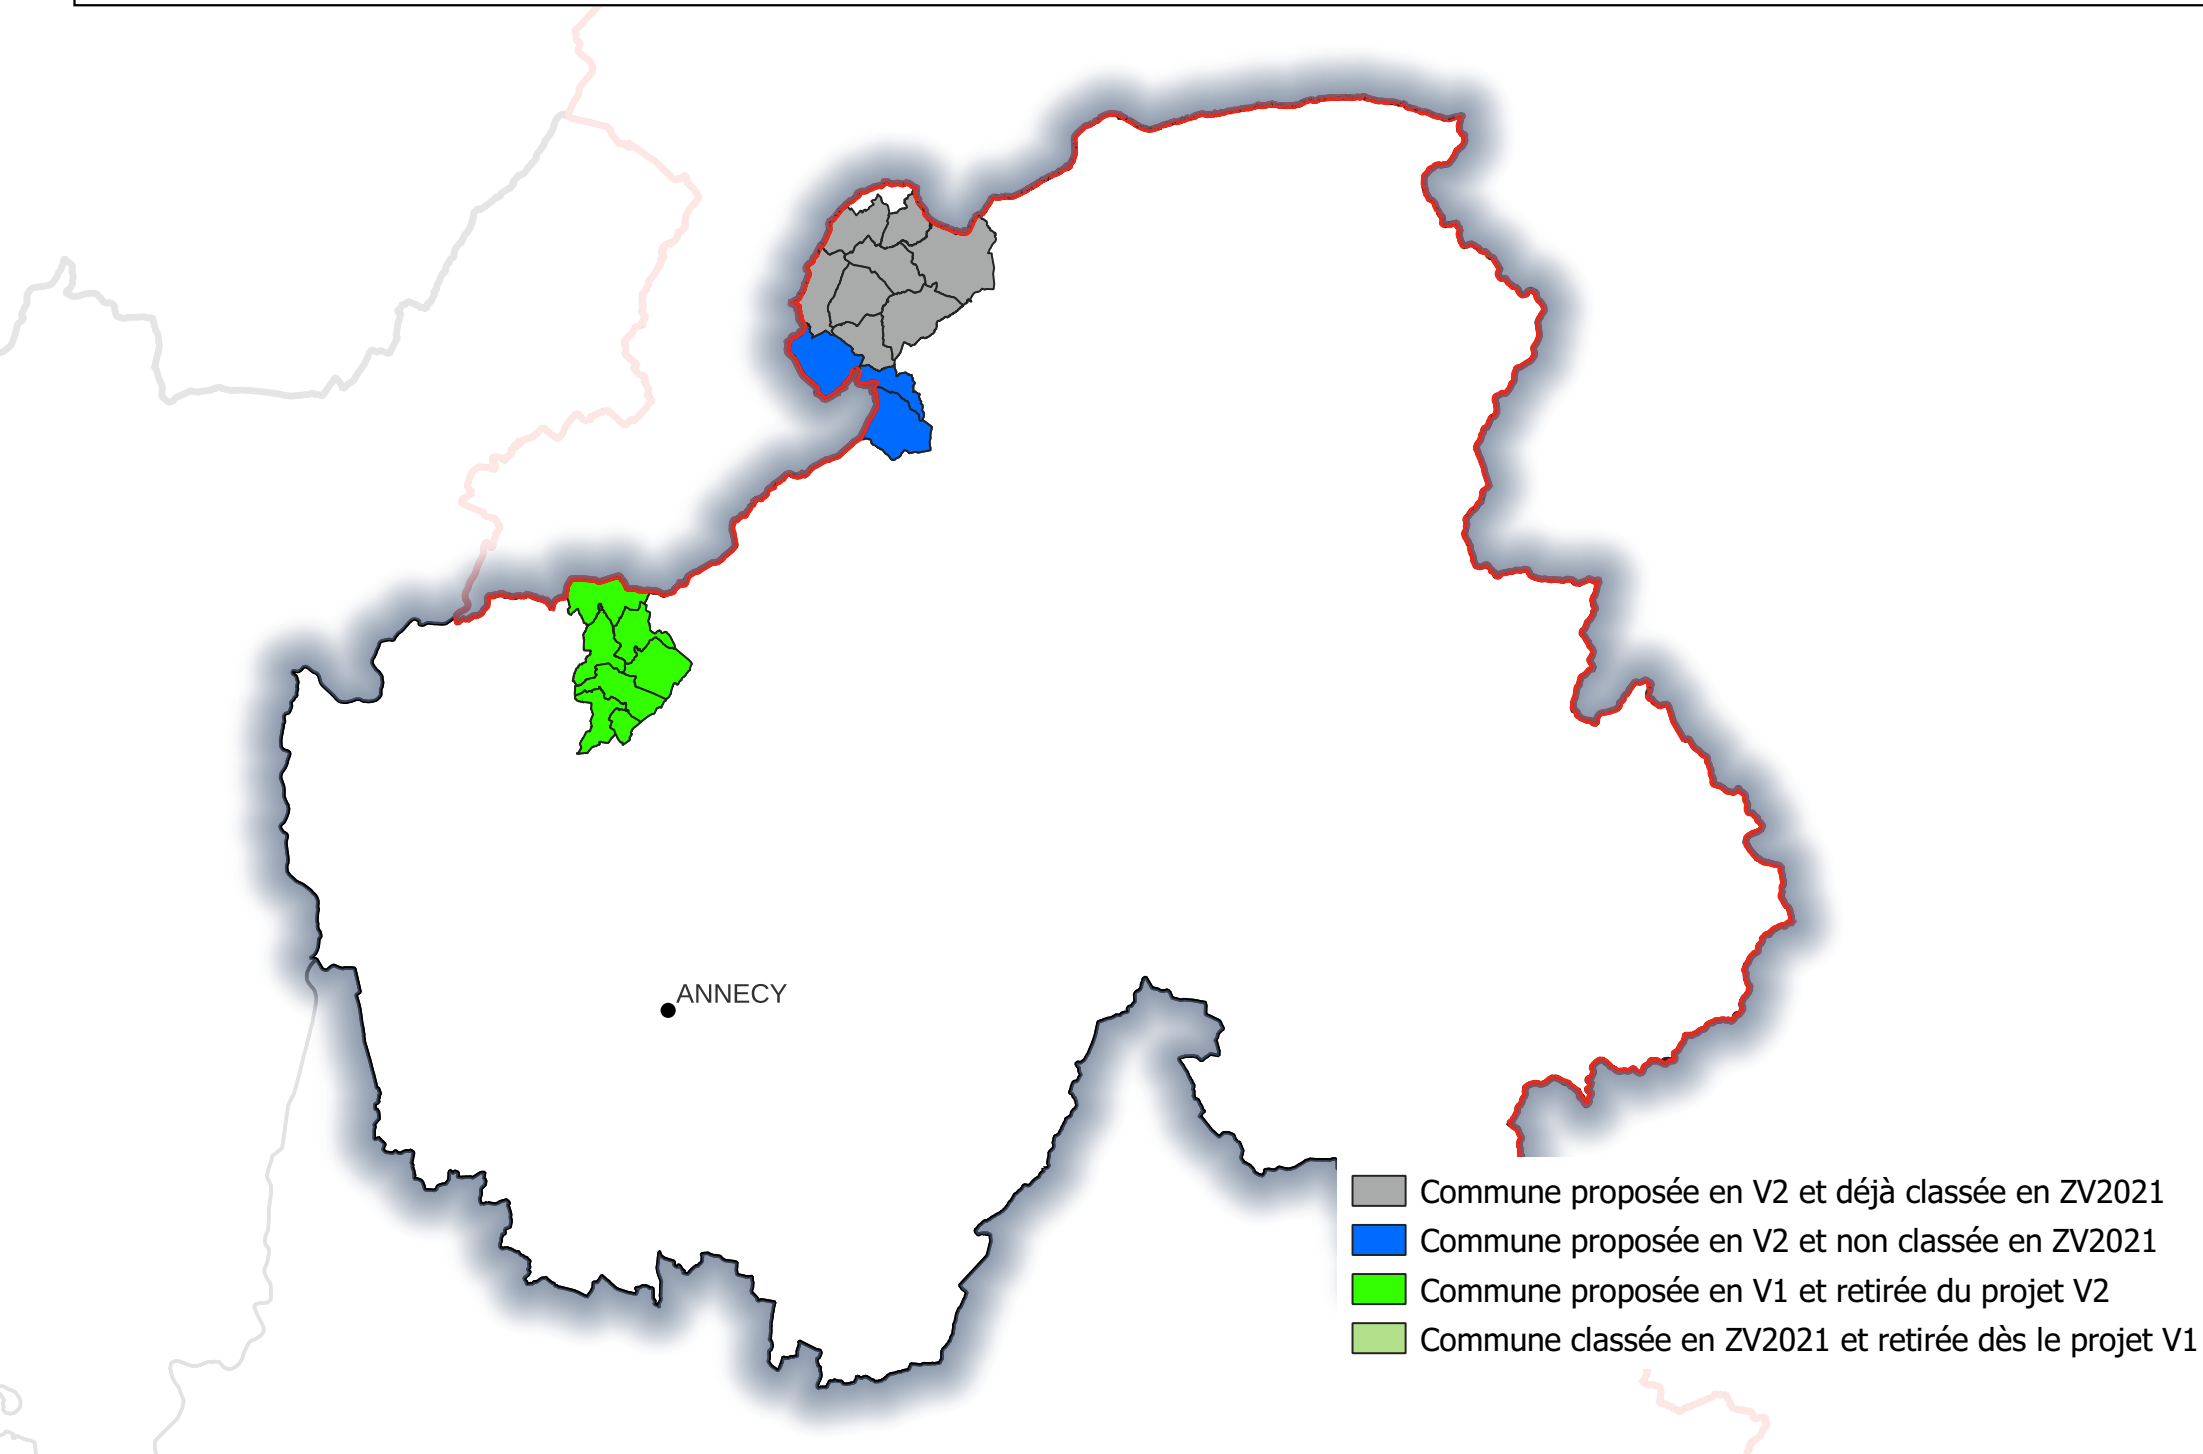 ANNECY
Commune proposée en V2 et déjà classée en ZV2021
Commune proposée en V2 et non classée en ZV2021
Commune proposée en V1 et retirée du projet V2
Commune classée en ZV2021 et retirée dès le projet V1